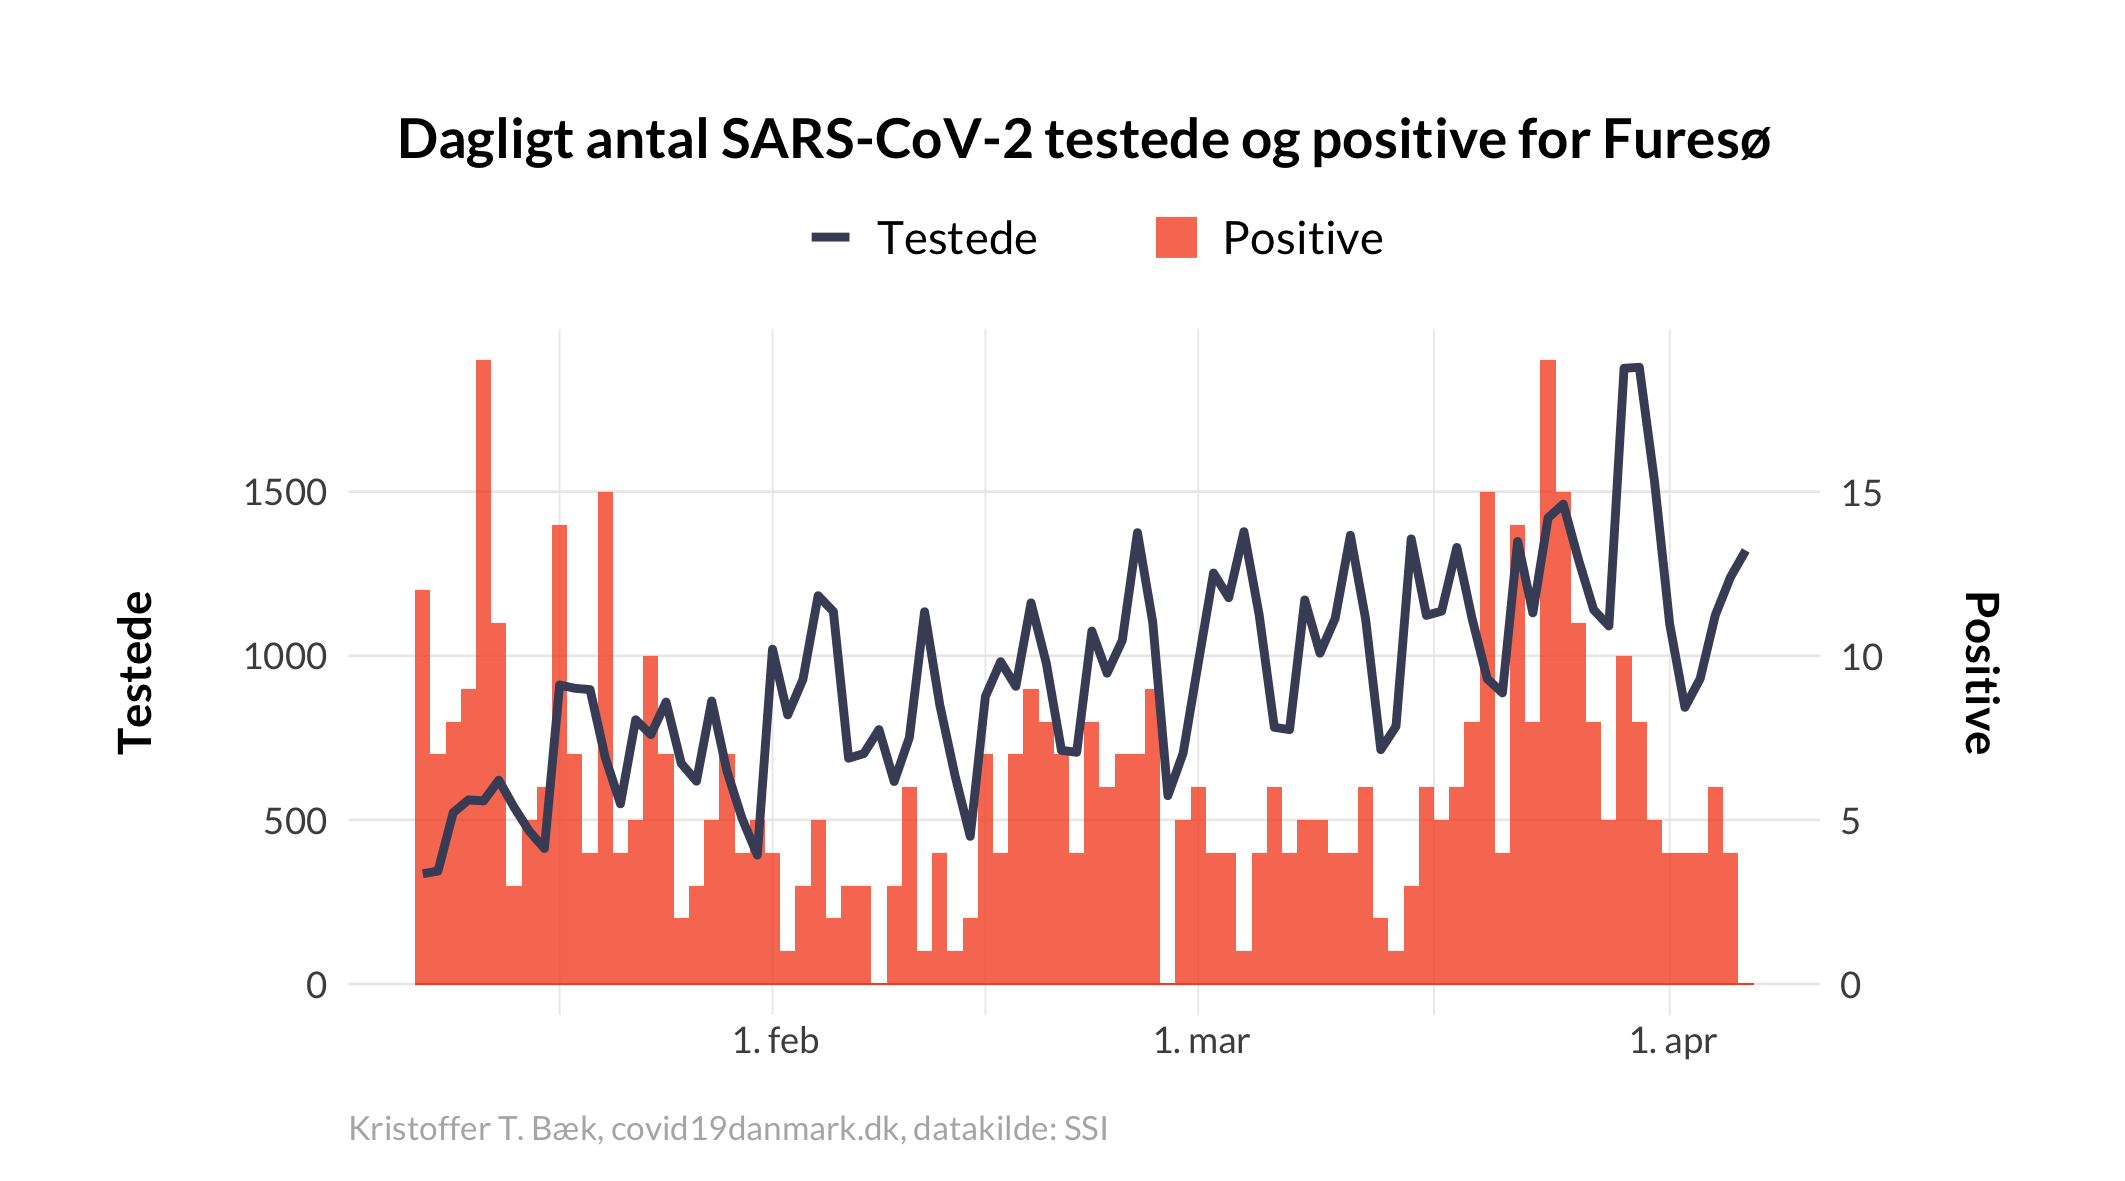 Dagligt antal SARS-CoV-2 testede og positive for Furesø
Testede
Positive
Testede
Positive
1500
1000
500
0
15
10
5
0
1. feb
1. mar
1. apr
Kristoffer T. Bæk, covid19danmark.dk, datakilde: SSI